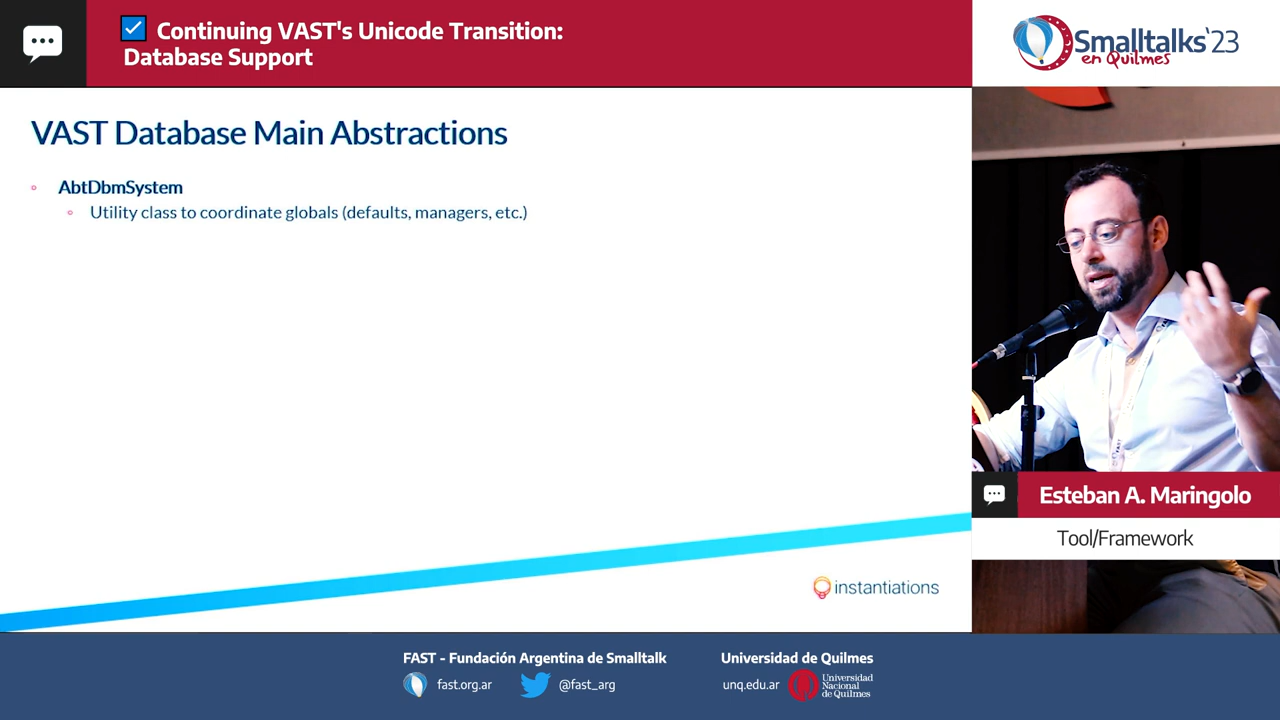 Continuing VAST's Unicode Transition:
Database Support
Smalltalks'23
en Quilmes
VAST Database Main Abstractions
AbtDbmSystem
Utility class to coordinate globals (defaults, managers, etc.)
instantiations
Esteban A. Maringolo
Tool/Framework
FAST - Fundación Argentina de Smalltalk
fast.org.ar
@fast_arg
Universidad de Quilmes
unq.edu.ar
Universidad
Nacional
de Quilmes